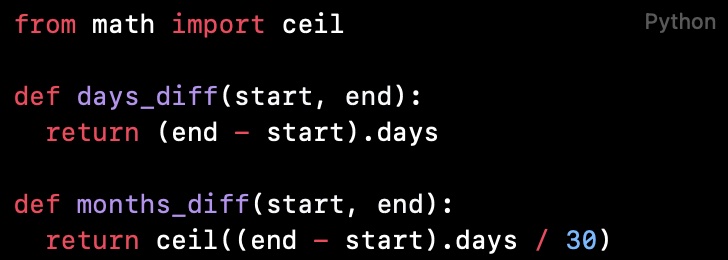 from math import ceil
Python
def days_diff(start, end):
  return (end - start).days
def months_diff(start, end):
  return ceil((end - start).days / 30)